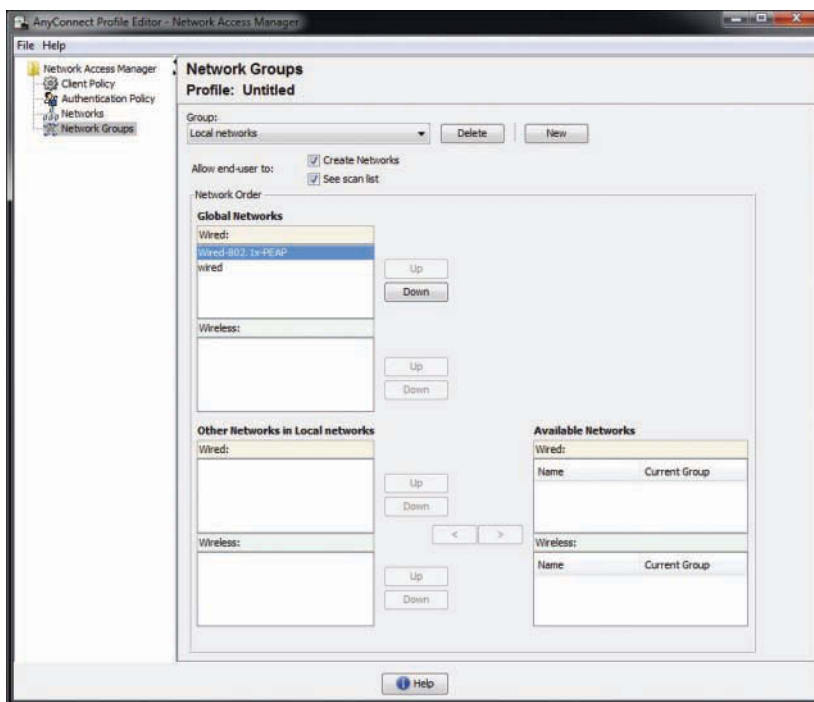 AnyConnect Profile Editor - Network Access Manager
File Help
Network Access Manager
Client Policy
Authentication Policy
Networks
Network Groups
Network Groups
Profile: Untitled
Group:
Local networks
Delete
New
Allow end-user to:
Create Networks
See scan list
Network Order
Global Networks
Wired:
Wired-802.1x-PEAP
wired
Up
Down
Wireless:
Up
Down
Other Networks in Local networks
Wired:
Up
Down
< >
Wireless:
Up
Down
Available Networks
Wired:
Name Current Group
Wireless:
Name Current Group
Help